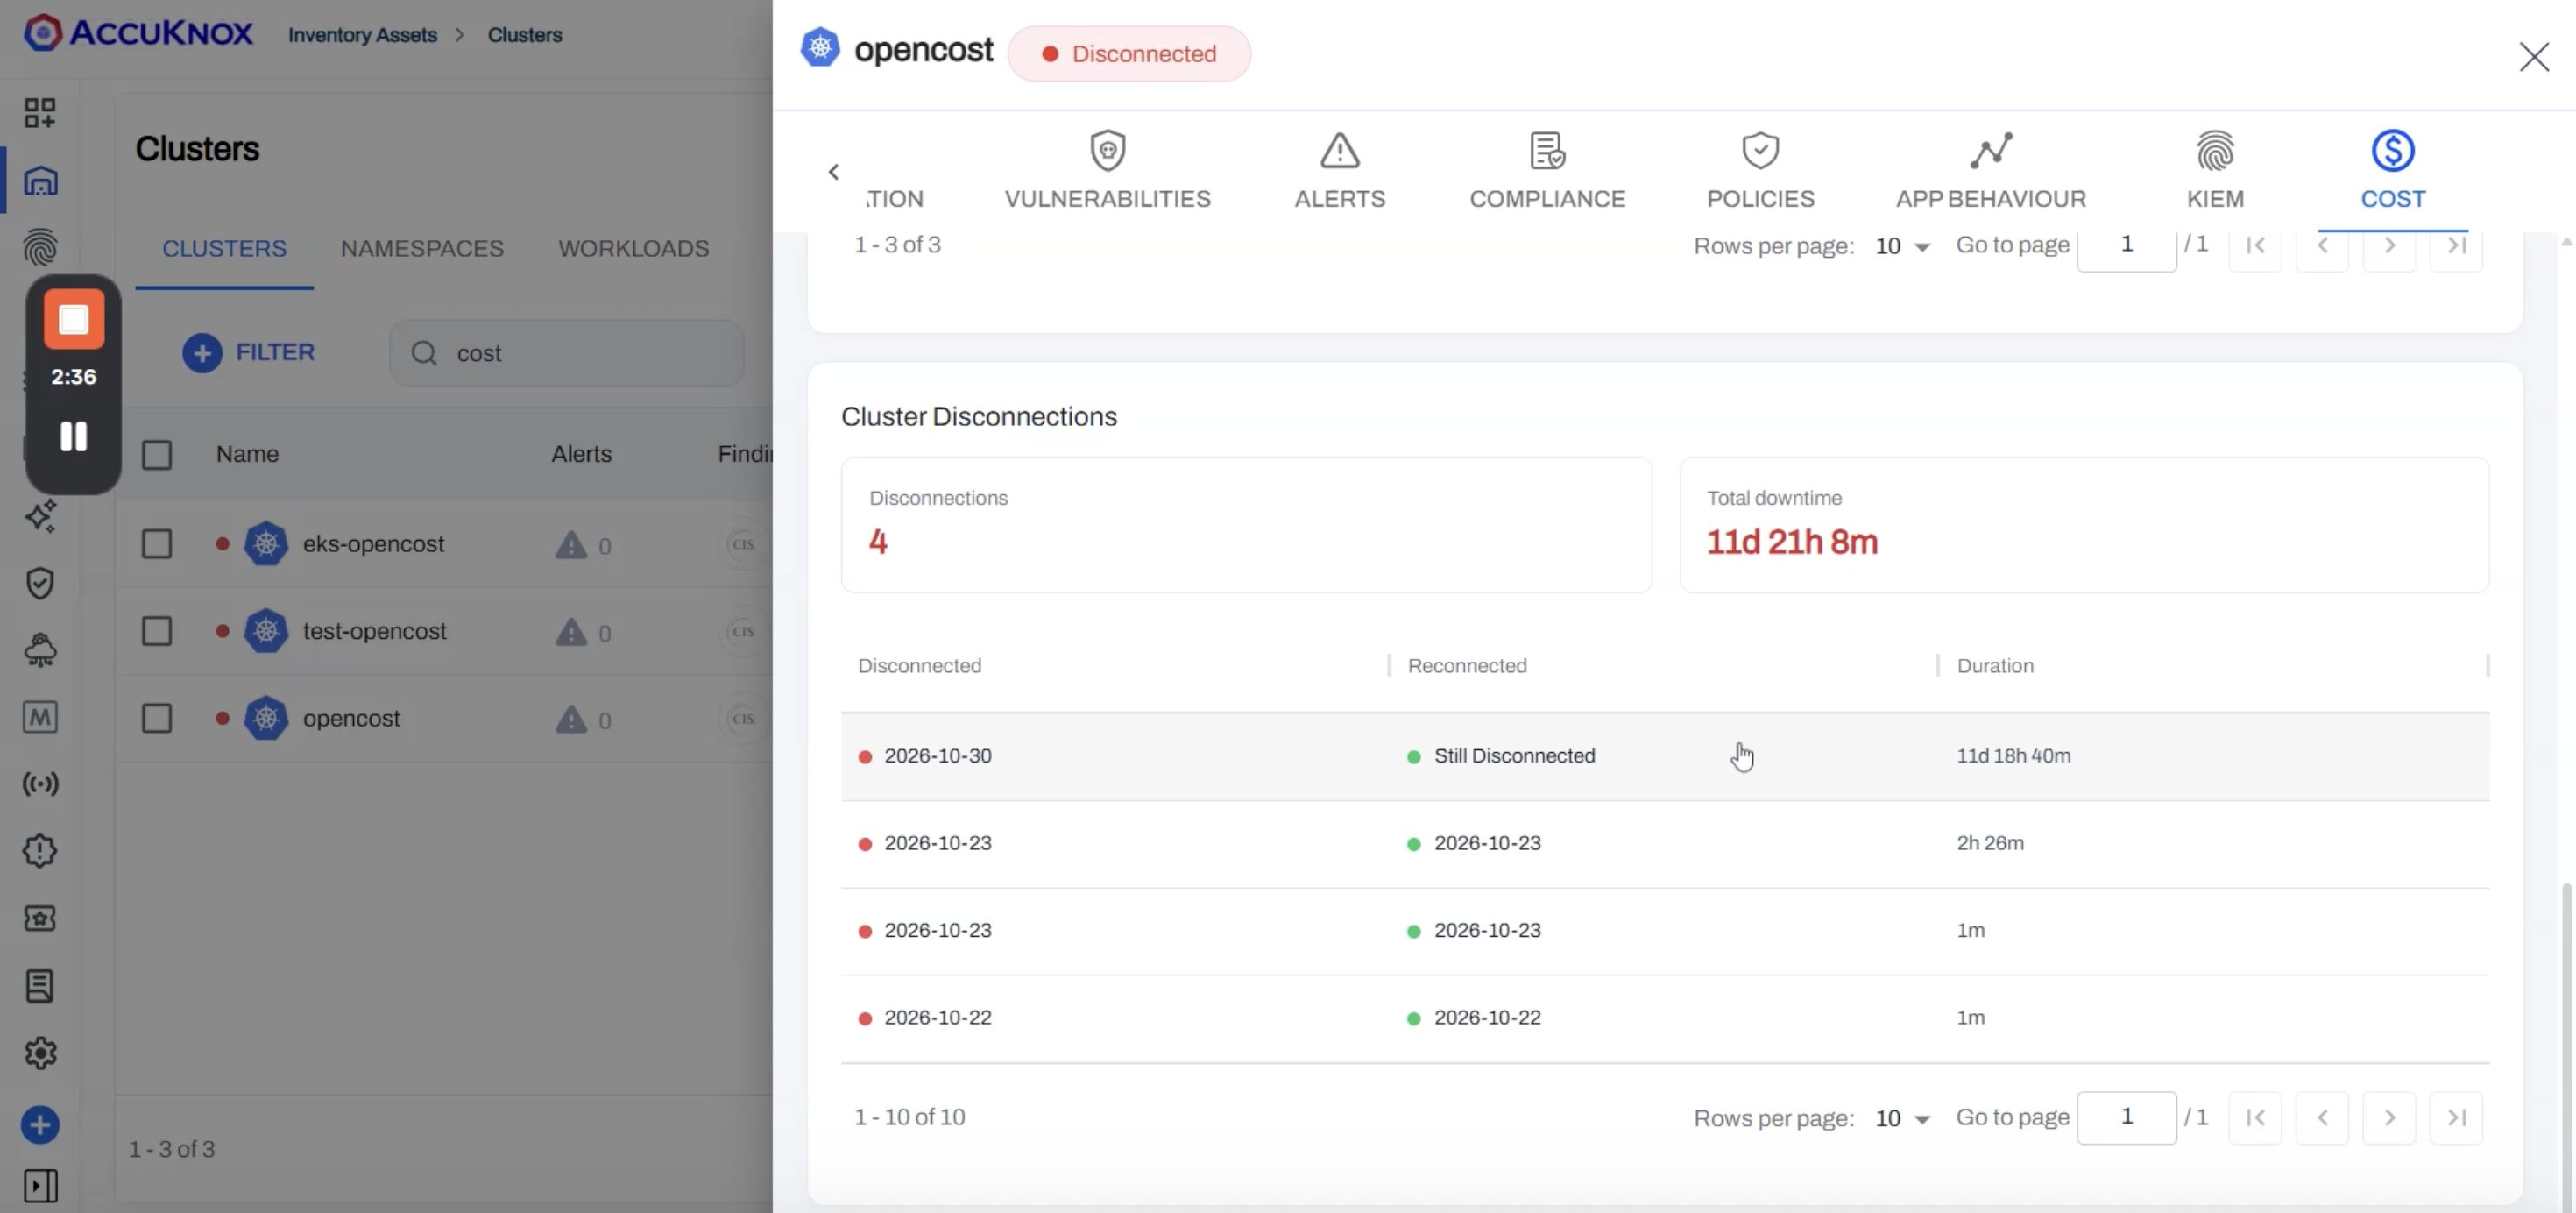 ACCUKNOX
Inventory Assets > Clusters
Clusters
CLUSTERS NAMESPACES WORKLOADS
FILTER
cost
2:36
Name Alerts Findi
eks-opencost 0 CIS
test-opencost 0 CIS
opencost 0 CIS
M
1 - 3 of 3
opencost Disconnected
ATION VULNERABILITIES ALERTS COMPLIANCE POLICIES APP BEHAVIOUR KIEM COST
1 - 3 of 3 Rows per page: 10 Go to page 1 / 1
Cluster Disconnections
Disconnections
4
Total downtime
11d 21h 8m
Disconnected Reconnected Duration
2026-10-30 Still Disconnected 11d 18h 40m
2026-10-23 2026-10-23 2h 26m
2026-10-23 2026-10-23 1m
2026-10-22 2026-10-22 1m
1 - 10 of 10 Rows per page: 10 Go to page 1 / 1